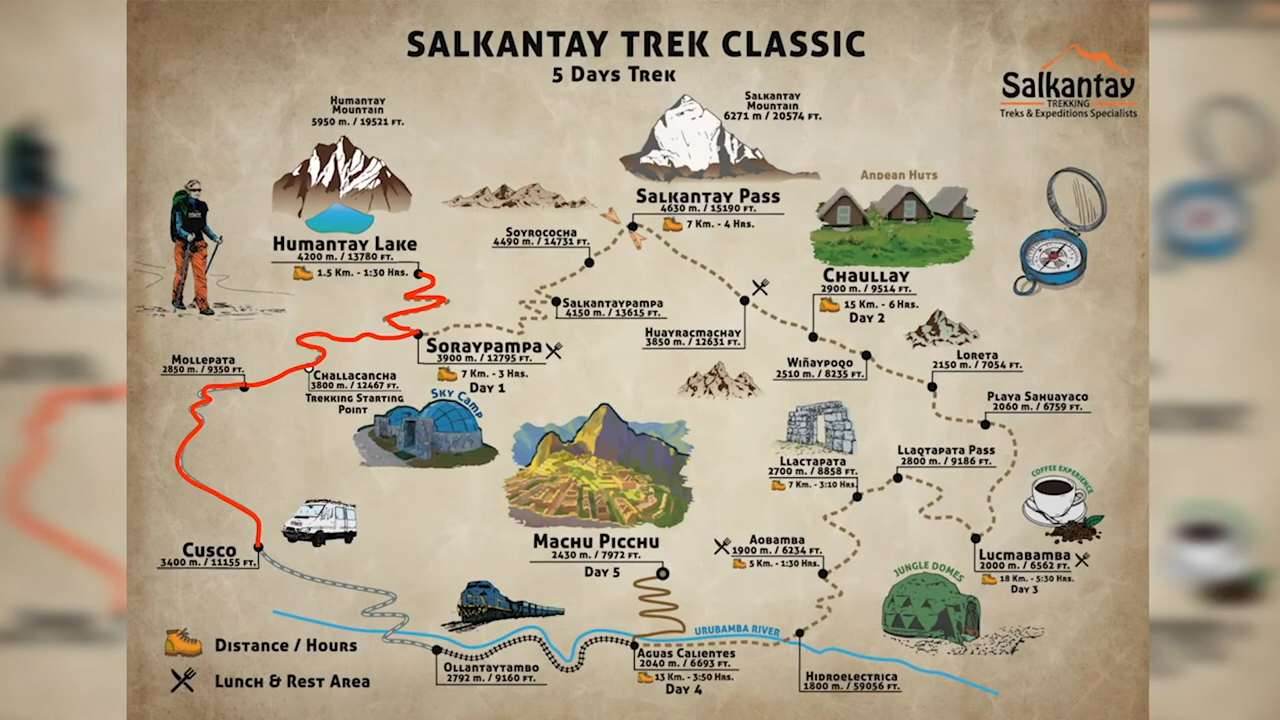 SALKANTAY TREK CLASSIC
5 DAYS TREK
Salkantay
TREKKING
Treks & Expeditions Specialists
HUMANTAY
MOUNTAIN
5950 M. / 19521 FT.
SALKANTAY
MOUNTAIN
6271 M / 20574 FT.
HUMANTAY LAKE
4200 M. / 13780 FT.
1.5 KM. - 1:30 HRS.
SOYROCOCHA
4490 M. / 14731 FT.
SALKANTAY PASS
4630 M. / 15190 FT.
7 KM. - 4 HRS.
ANDEAN HUTS
CHAULLAY
2900 M. / 9514 FT.
15 KM. - 6 HRS.
DAY 2
SALKANTAYPAMPA
4150 M. / 13615 FT.
HUAYRACMACHAY
3850 M. / 12631 FT.
SORAYPAMPA
3900 M. / 12795 FT.
7 KM. - 3 HRS.
DAY 1
MOLLEPATA
2850 M. / 9350 FT.
CHALLACANCHA
3800 M. / 12467 FT.
TREKKING STARTING
POINT
SKY CAMP
WIÑAYPOQO
2510 M. / 8235 FT.
LORETA
2150 M. / 7054 FT.
PLAYA SAHUAYACO
2060 M. / 6759 FT.
LLACTAPATA
2700 M. / 8858 FT.
7 KM. - 3:10 HRS.
LLAQTAPATA PASS
2800 M. / 9186 FT.
COFFEE EXPERIENCE
CUSCO
3400 M. / 11155 FT.
MACHU PICCHU
2430 M. / 7972 FT.
DAY 5
AOBAMBA
1900 M. / 6234 FT.
5 KM. - 1:30 HRS.
LUCMABAMBA
2000 M. / 6562 FT.
18 KM. - 5:30 HRS.
DAY 3
JUNGLE DOMES
URUBAMBA RIVER
DISTANCE / HOURS
LUNCH & REST AREA
OLLANTAYTAMBO
2792 M. / 9160 FT.
AGUAS CALIENTES
2040 M. / 6693 FT.
13 KM. - 3:50 HRS.
DAY 4
HIDROELECTRICA
1800 M. / 59056 FT.